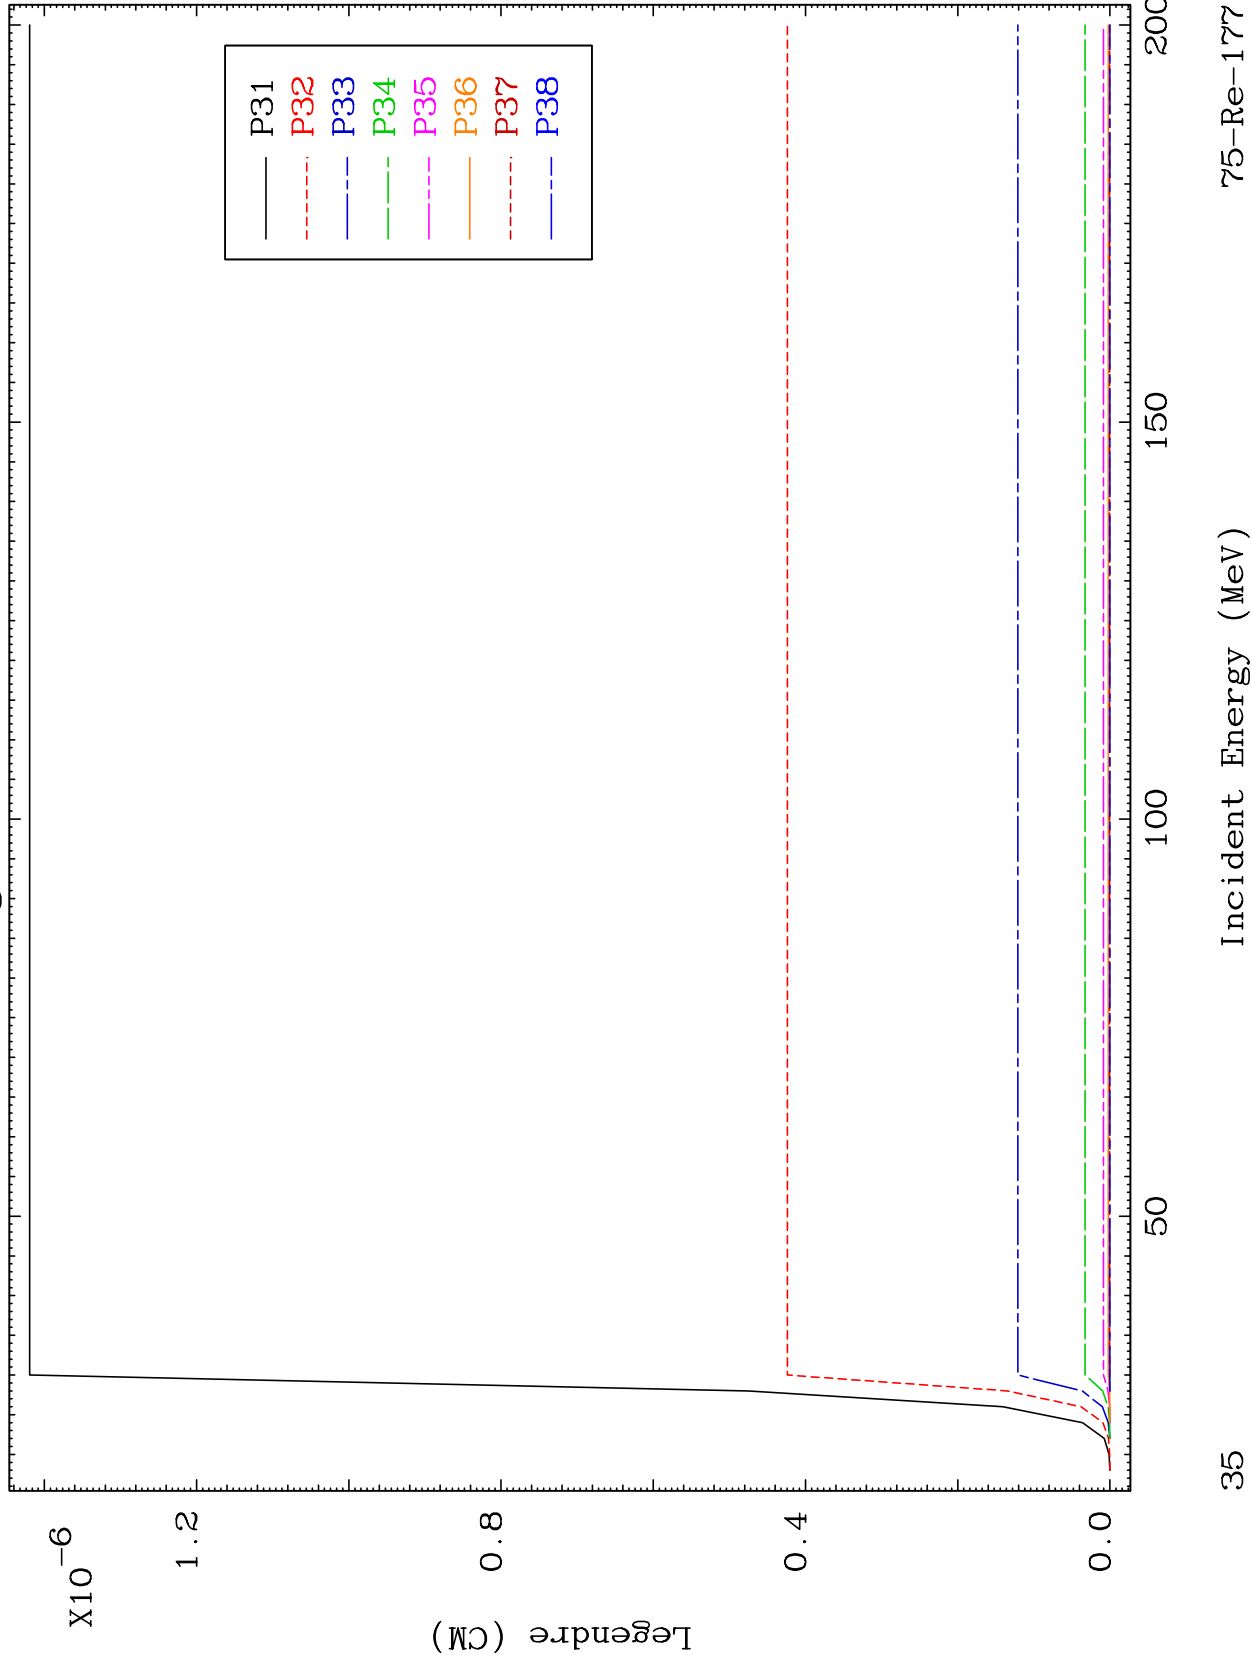 X10-6
1.2
0.8
0.4
0.0
Legendre (CM)
P31
P32
P33
P34
P35
P36
P37
P38
50
100
150
200
Incident Energy (MeV)
35
75-Re-177